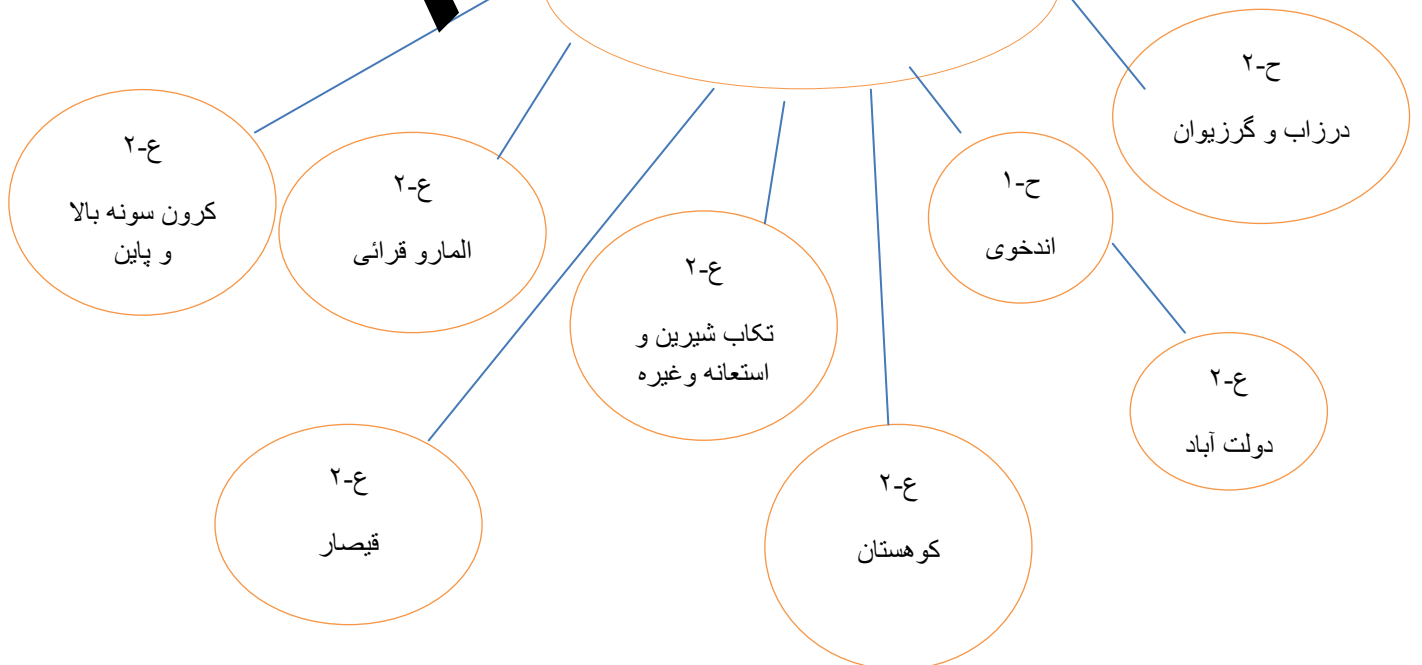 ح-۲
درزاب و گرزیوان
ح-۱
اندخوی
ع-۲
دولت آباد
ع-۲
کوهستان
ع-۲
تکاب شیرین و
استعانه وغیره
ع-۲
قیصار
ع-۲
المارو قرائی
ع-۲
کرون سونه بالا
و پاین